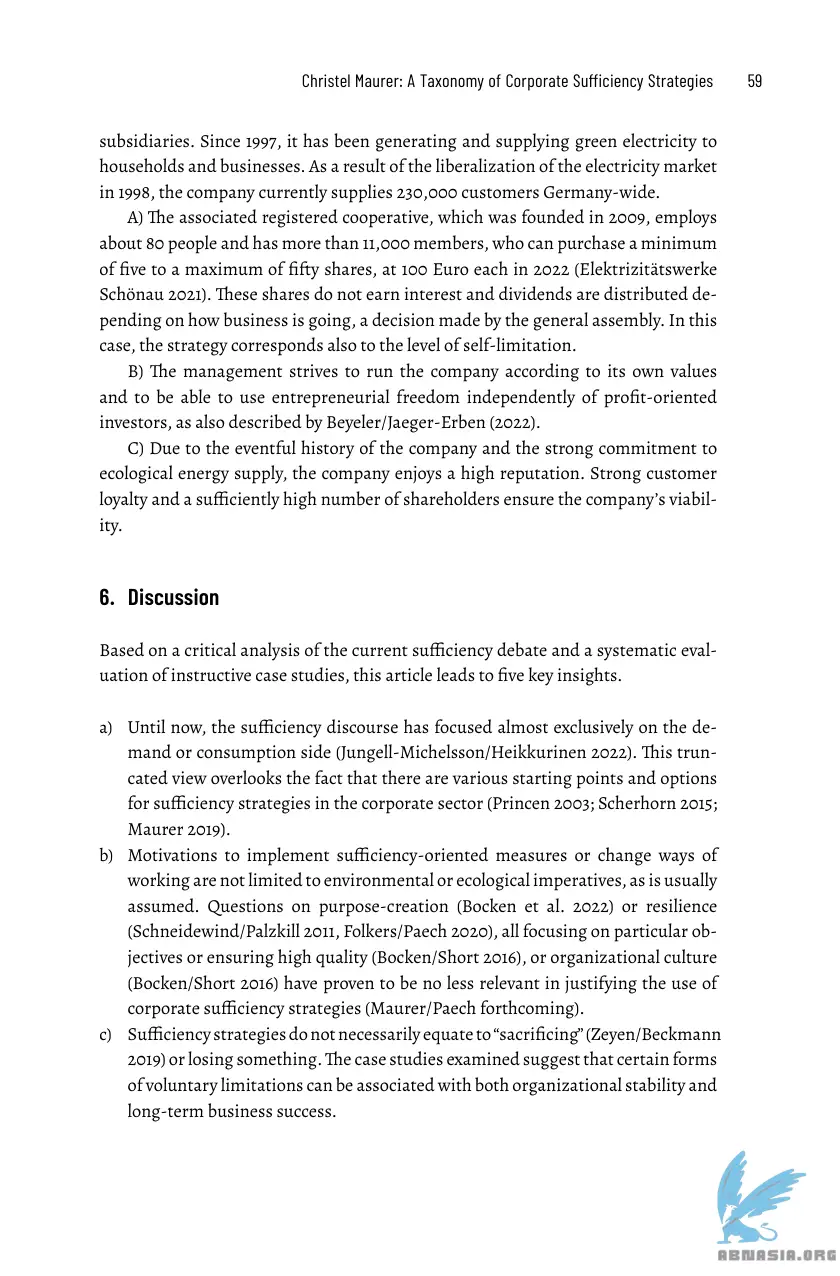 Christel Maurer: A Taxonomy of Corporate Sufficiency Strategies 59
subsidiaries. Since 1997, it has been generating and supplying green electricity to
households and businesses. As a result of the liberalization of the electricity market
in 1998, the company currently supplies 230,000 customers Germany-wide.
A) The associated registered cooperative, which was founded in 2009, employs
about 80 people and has more than 11,000 members, who can purchase a minimum
of five to a maximum of fifty shares, at 100 Euro each in 2022 (Elektrizitätswerke
Schönau 2021). These shares do not earn interest and dividends are distributed de-
pending on how business is going, a decision made by the general assembly. In this
case, the strategy corresponds also to the level of self-limitation.
B) The management strives to run the company according to its own values
and to be able to use entrepreneurial freedom independently of profit-oriented
investors, as also described by Beyeler/Jaeger-Erben (2022).
C) Due to the eventful history of the company and the strong commitment to
ecological energy supply, the company enjoys a high reputation. Strong customer
loyalty and a sufficiently high number of shareholders ensure the company’s viabil-
ity.
6. Discussion
Based on a critical analysis of the current sufficiency debate and a systematic eval-
uation of instructive case studies, this article leads to five key insights.
a) Until now, the sufficiency discourse has focused almost exclusively on the de-
mand or consumption side (Jungell-Michelsson/Heikkurinen 2022). This trun-
cated view overlooks the fact that there are various starting points and options
for sufficiency strategies in the corporate sector (Princen 2003; Scherhorn 2015;
Maurer 2019).
b) Motivations to implement sufficiency-oriented measures or change ways of
working are not limited to environmental or ecological imperatives, as is usually
assumed. Questions on purpose-creation (Bocken et al. 2022) or resilience
(Schneidewind/Palzkill 2011, Folkers/Paech 2020), all focusing on particular ob-
jectives or ensuring high quality (Bocken/Short 2016), or organizational culture
(Bocken/Short 2016) have proven to be no less relevant in justifying the use of
corporate sufficiency strategies (Maurer/Paech forthcoming).
c) Sufficiency strategies do not necessarily equate to “sacrificing” (Zeyen/Beckmann
2019) or losing something. The case studies examined suggest that certain forms
of voluntary limitations can be associated with both organizational stability and
long-term business success.
ABNASIA.ORG